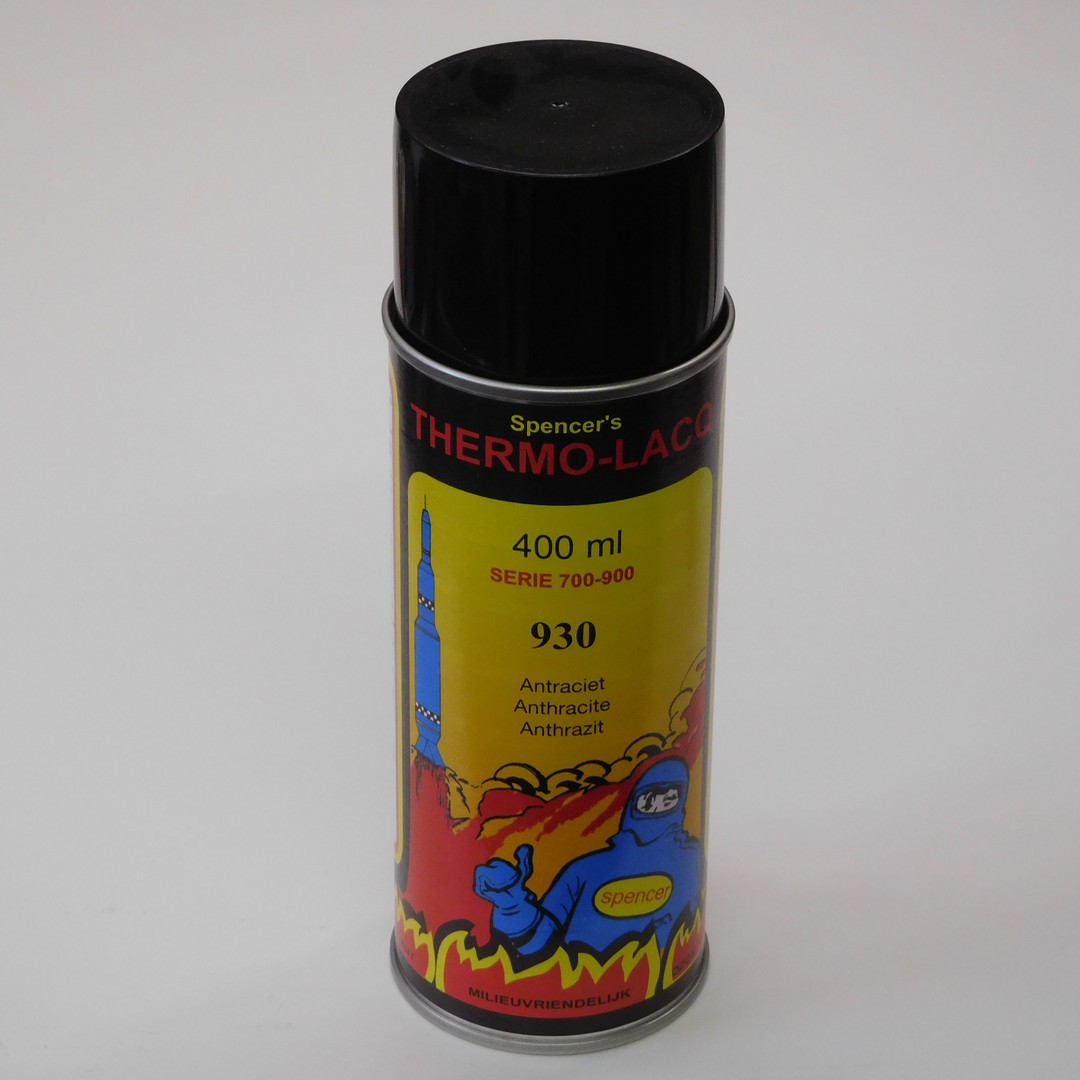 Spencer's
THERMO-LACQ
400 ml
SERIE 700-900
930
Antraciet
Anthracite
Anthrazit
spencer
MILIEUVRIENDELIJK